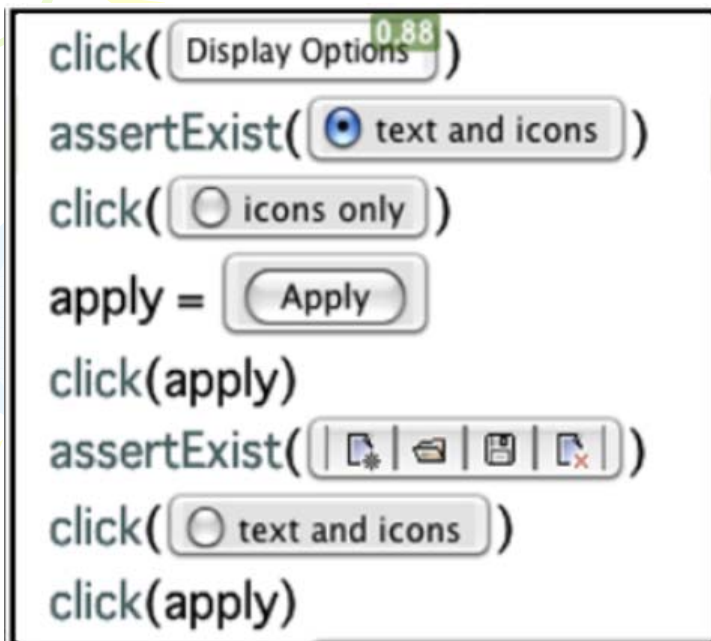 click(Display Options 0.88)
assertExist(text and icons)
click(icons only)
apply = Apply
click(apply)
assertExist()
click(text and icons)
click(apply)